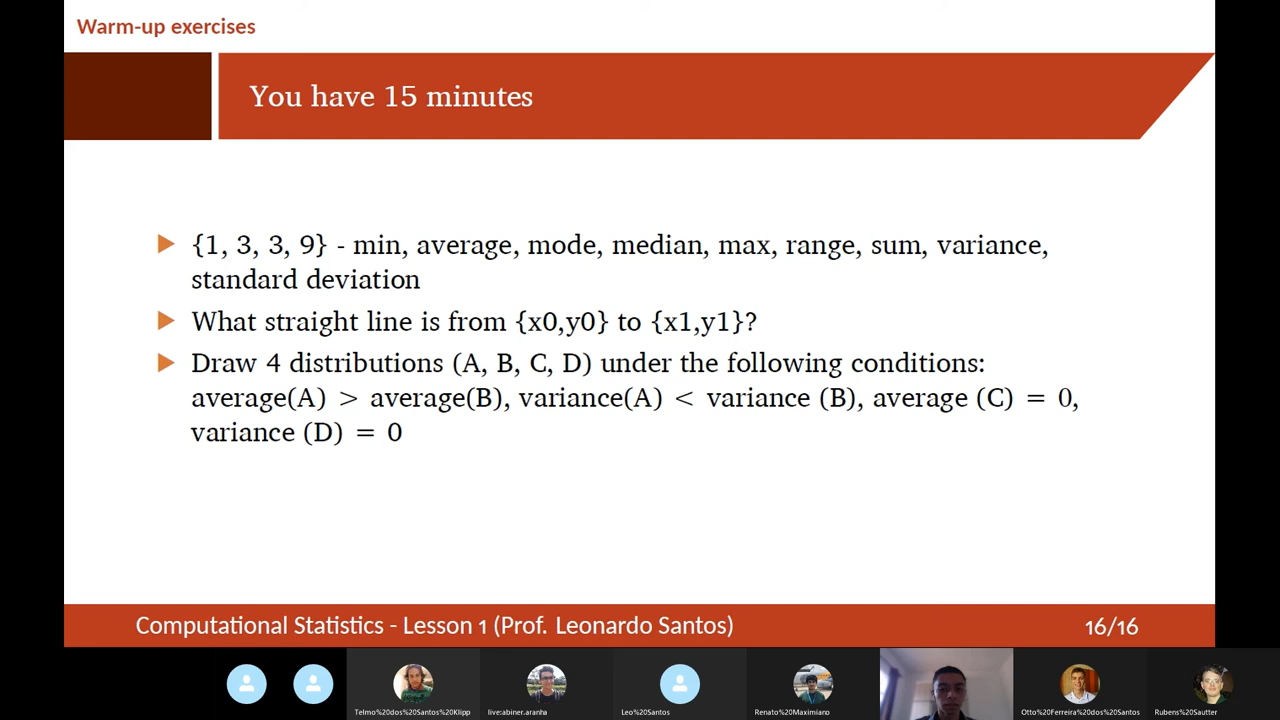 Warm-up exercises
You have 15 minutes
{1, 3, 3, 9} - min, average, mode, median, max, range, sum, variance,
standard deviation
What straight line is from {x0,y0} to {x1,y1}?
Draw 4 distributions (A, B, C, D) under the following conditions:
average(A) > average(B), variance(A) < variance (B), average (C) = 0,
variance (D) = 0
Computational Statistics - Lesson 1 (Prof. Leonardo Santos)
16/16
Telmo%20dos%20Santos%20Klipp
live:abiner.aranha
Leo%20Santos
Renato%20Maximiano
Otto%20Ferreira%20dos%20Santos
Rubens%20Sautter